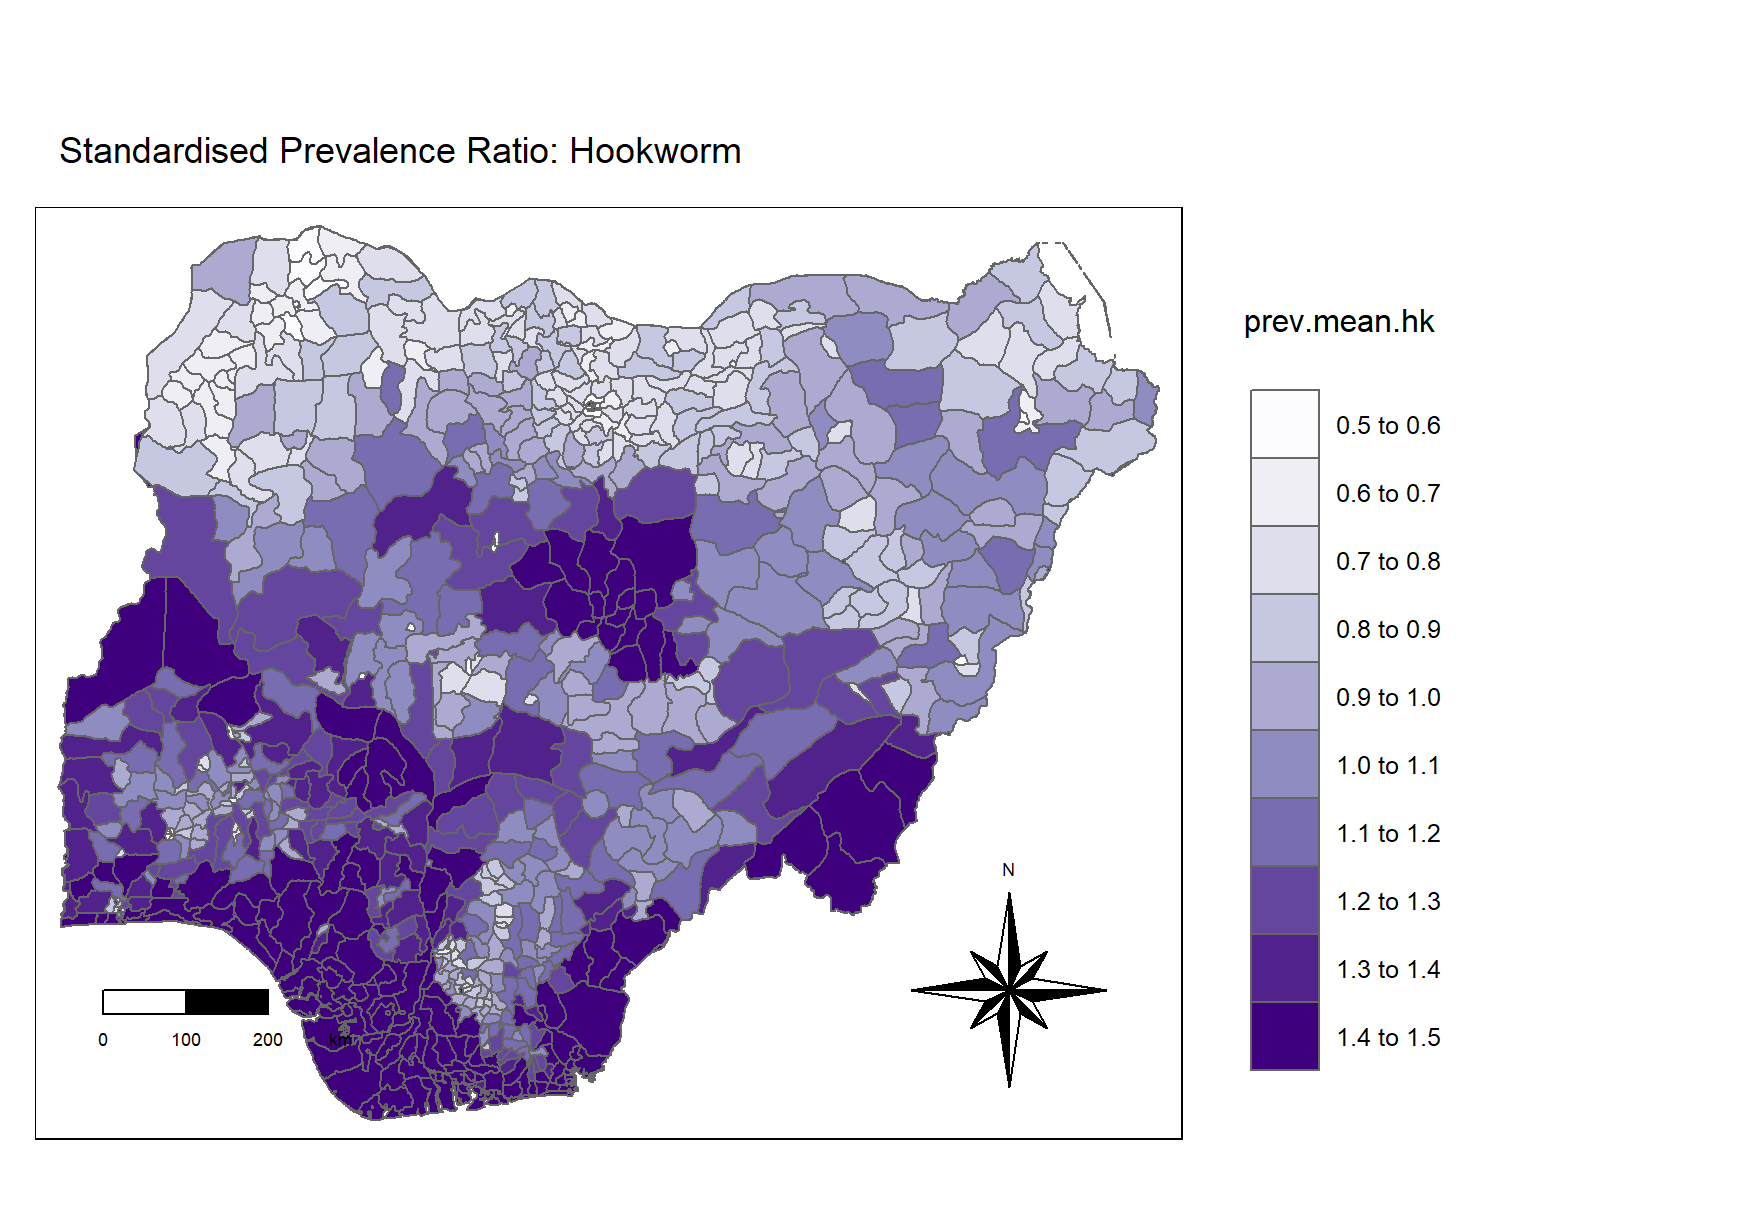 Standardised Prevalence Ratio: Hookworm
prev.mean.hk
0.5 to 0.6
0.6 to 0.7
0.7 to 0.8
0.8 to 0.9
0.9 to 1.0
1.0 to 1.1
1.1 to 1.2
1.2 to 1.3
1.3 to 1.4
1.4 to 1.5
N
0 100 200 km